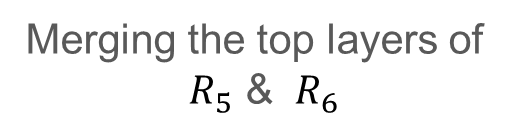 Merging the top layers of
R₅ & R₆